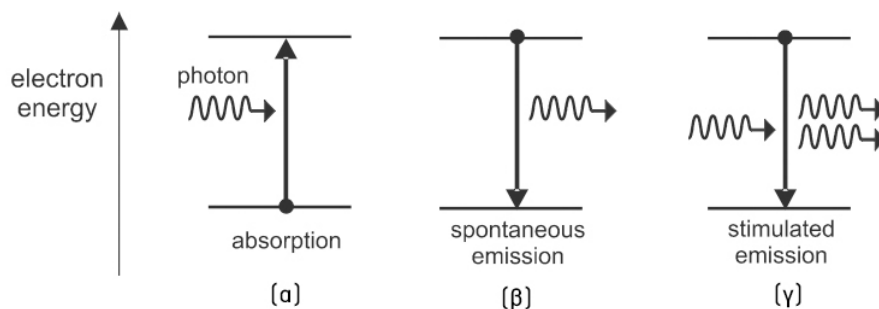 electron
energy
photon
absorption
(α)
spontaneous
emission
(β)
stimulated
emission
(γ)